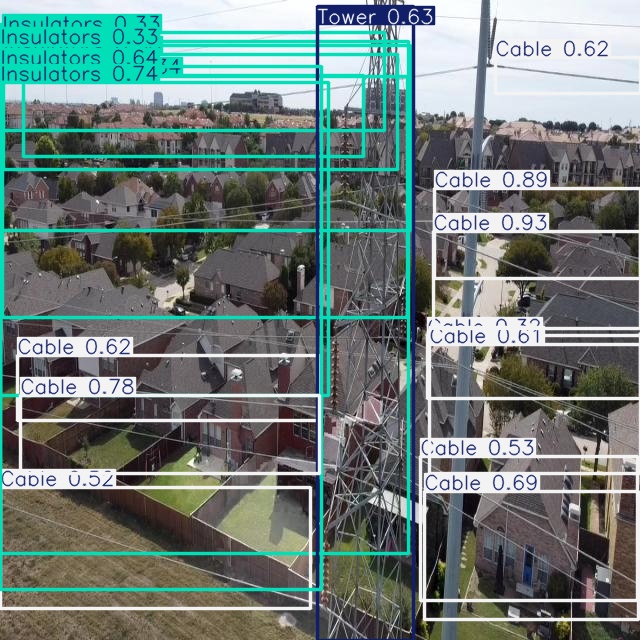 Tower 0.63
Insulators 0.33
Insulators 0.33
Cable 0.62
Insulators 0.64
Insulators 0.74
Cable 0.89
Cable 0.93
Cable 0.61
Cable 0.62
Cable 0.78
Cable 0.53
Cable 0.52
Cable 0.69